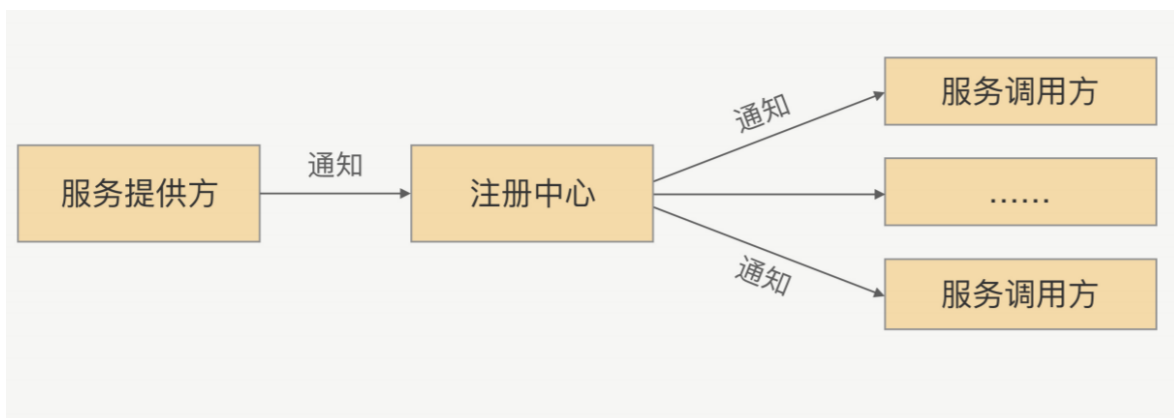 服务提供方
通知
注册中心
通知
服务调用方
……
通知
服务调用方